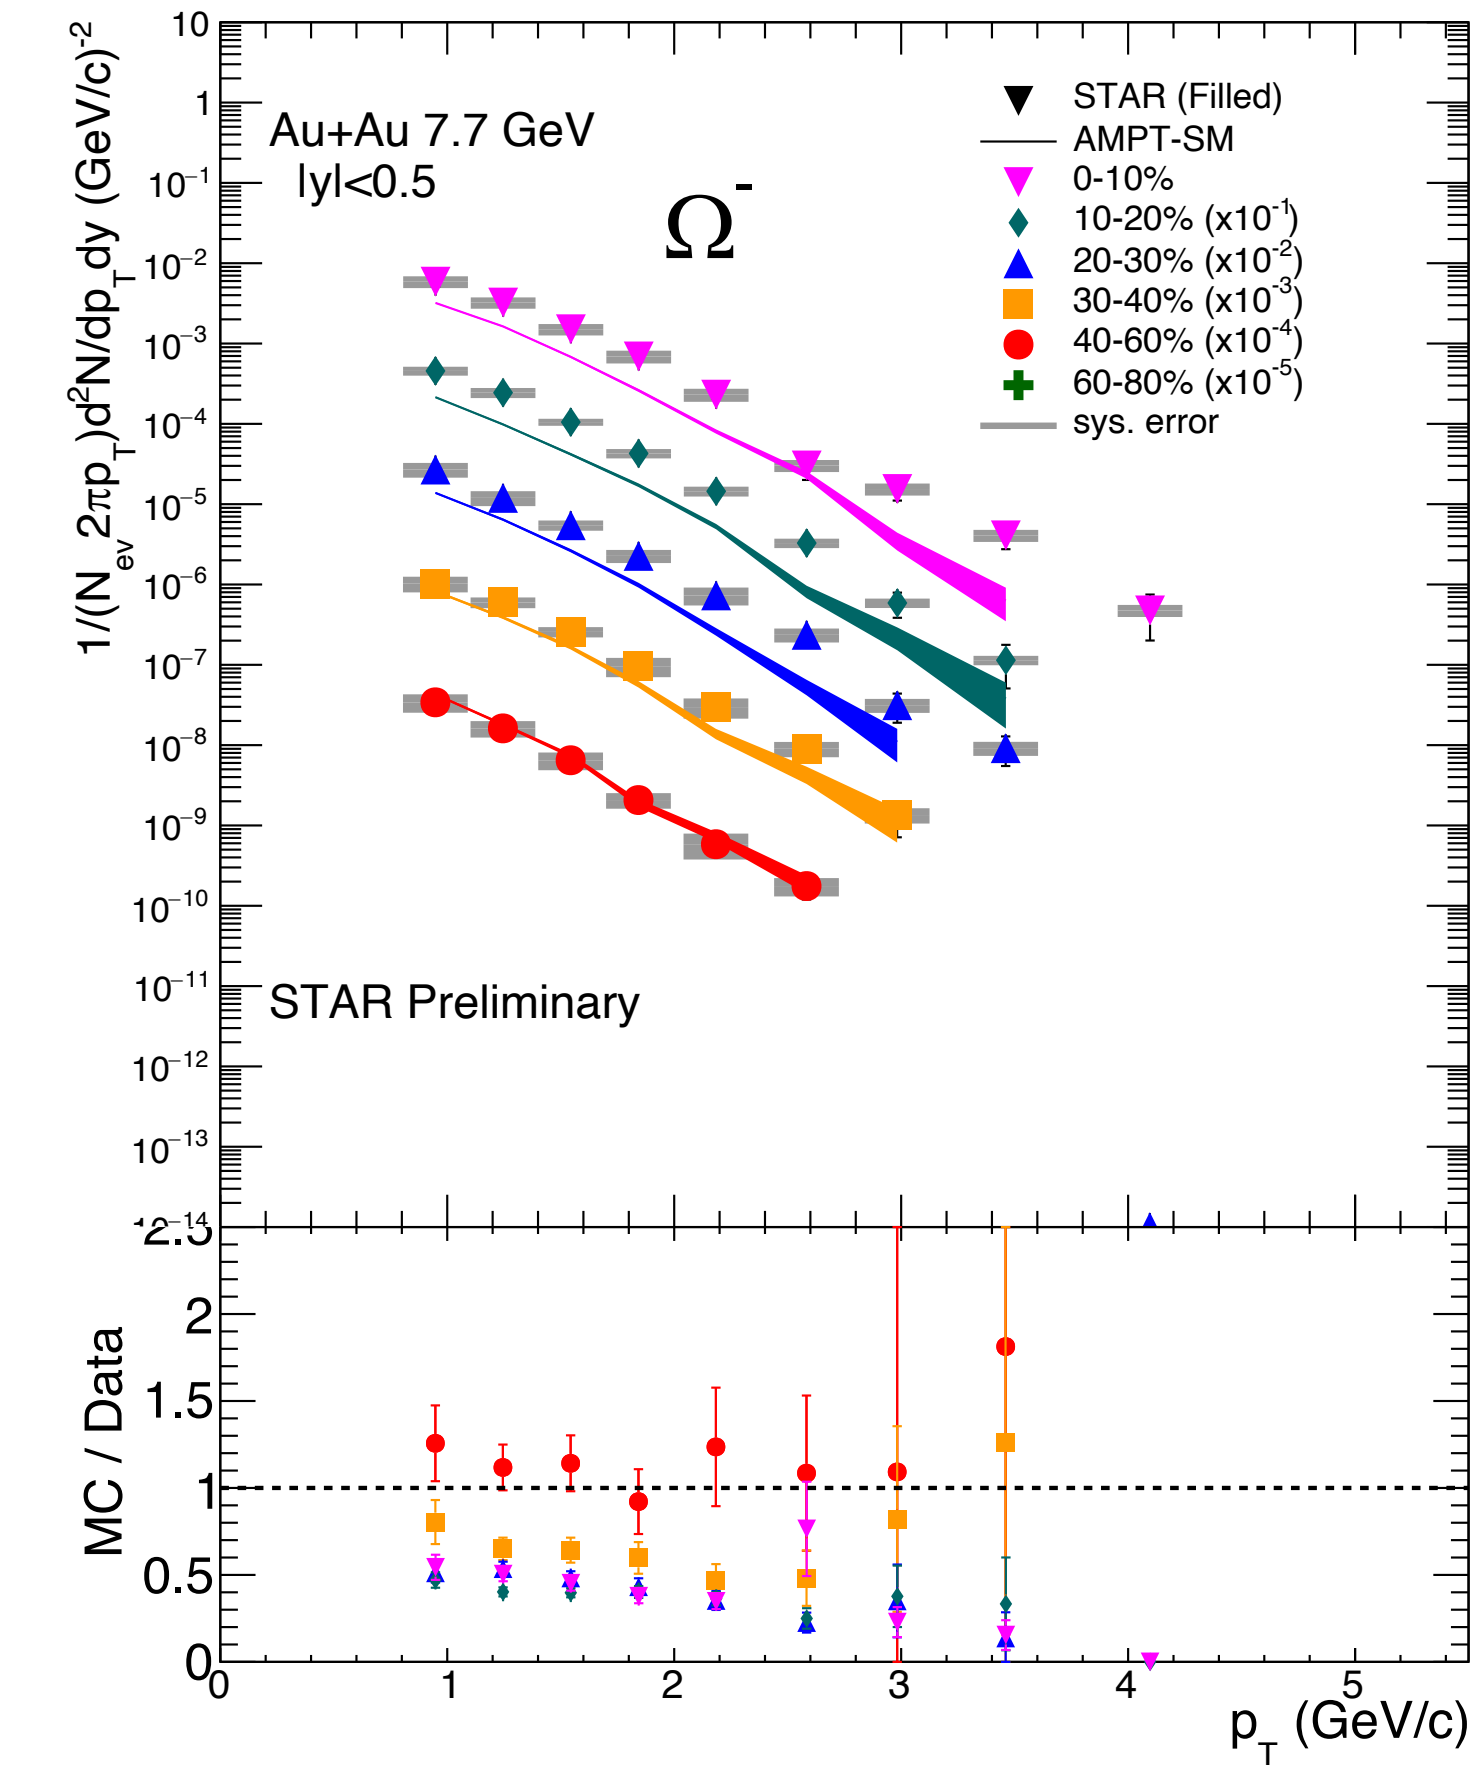 1/(N_ev 2πp_T)d²N/dp_T dy (GeV/c)^-2
10
1
10^−1
10^−2
10^−3
10^−4
10^−5
10^−6
10^−7
10^−8
10^−9
10^−10
10^−11
10^−12
10^−13
Au+Au 7.7 GeV
|y|<0.5
Ω^-
STAR (Filled)
AMPT-SM
0-10%
10-20% (x10^-1)
20-30% (x10^-2)
30-40% (x10^-3)
40-60% (x10^-4)
60-80% (x10^-5)
sys. error
STAR Preliminary
MC / Data
2.5
2
1.5
1
0.5
0
0 1 2 3 4 5
p_T (GeV/c)